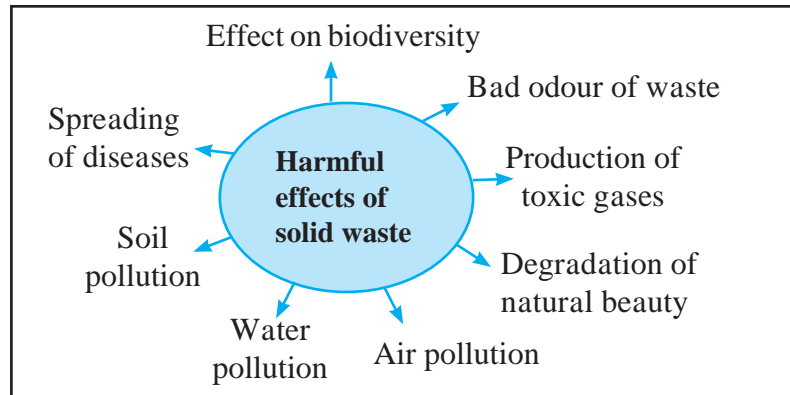 Effect on biodiversity
Bad odour of waste
Production of
toxic gases
Degradation of
natural beauty
Air pollution
Water
pollution
Soil
pollution
Spreading
of diseases
Harmful
effects of
solid waste